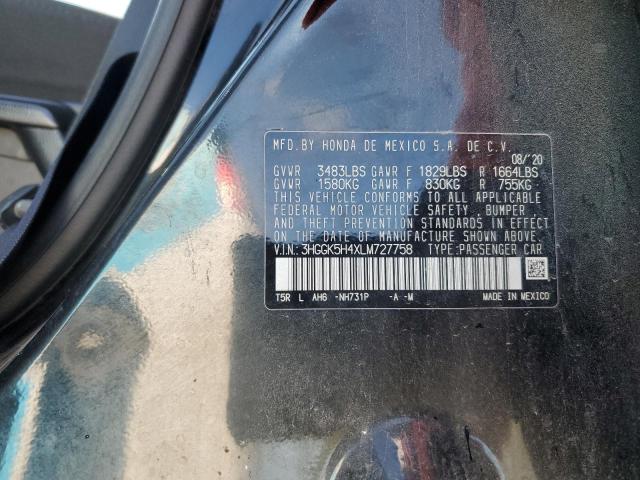 MFD. BY HONDA DE MEXICO S.A. DE C.V.
08/'20
GVWR 3483LBS GAWR F 1829LBS R 1664LBS
GVWR 1580KG GAWR F 830KG R 755KG
THIS VEHICLE CONFORMS TO ALL APPLICABLE
FEDERAL MOTOR VEHICLE SAFETY , BUMPER ,
AND THEFT PREVENTION STANDARDS IN EFFECT
ON THE DATE OF MANUFACTURE SHOWN ABOVE.
V.I.N.: 3HGGK5H4XLM727758 TYPE:PASSENGER CAR
T5R L AH6 -NH731P -A -M MADE IN MEXICO